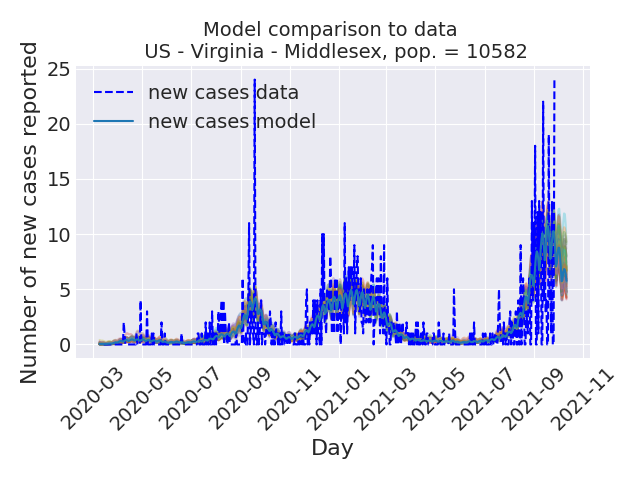 Model comparison to data
US - Virginia - Middlesex, pop. = 10582
Number of new cases reported
25
20
15
10
5
0
new cases data
new cases model
2020-03
2020-05
2020-07
2020-09
2020-11
2021-01
2021-03
2021-05
2021-07
2021-09
2021-11
Day